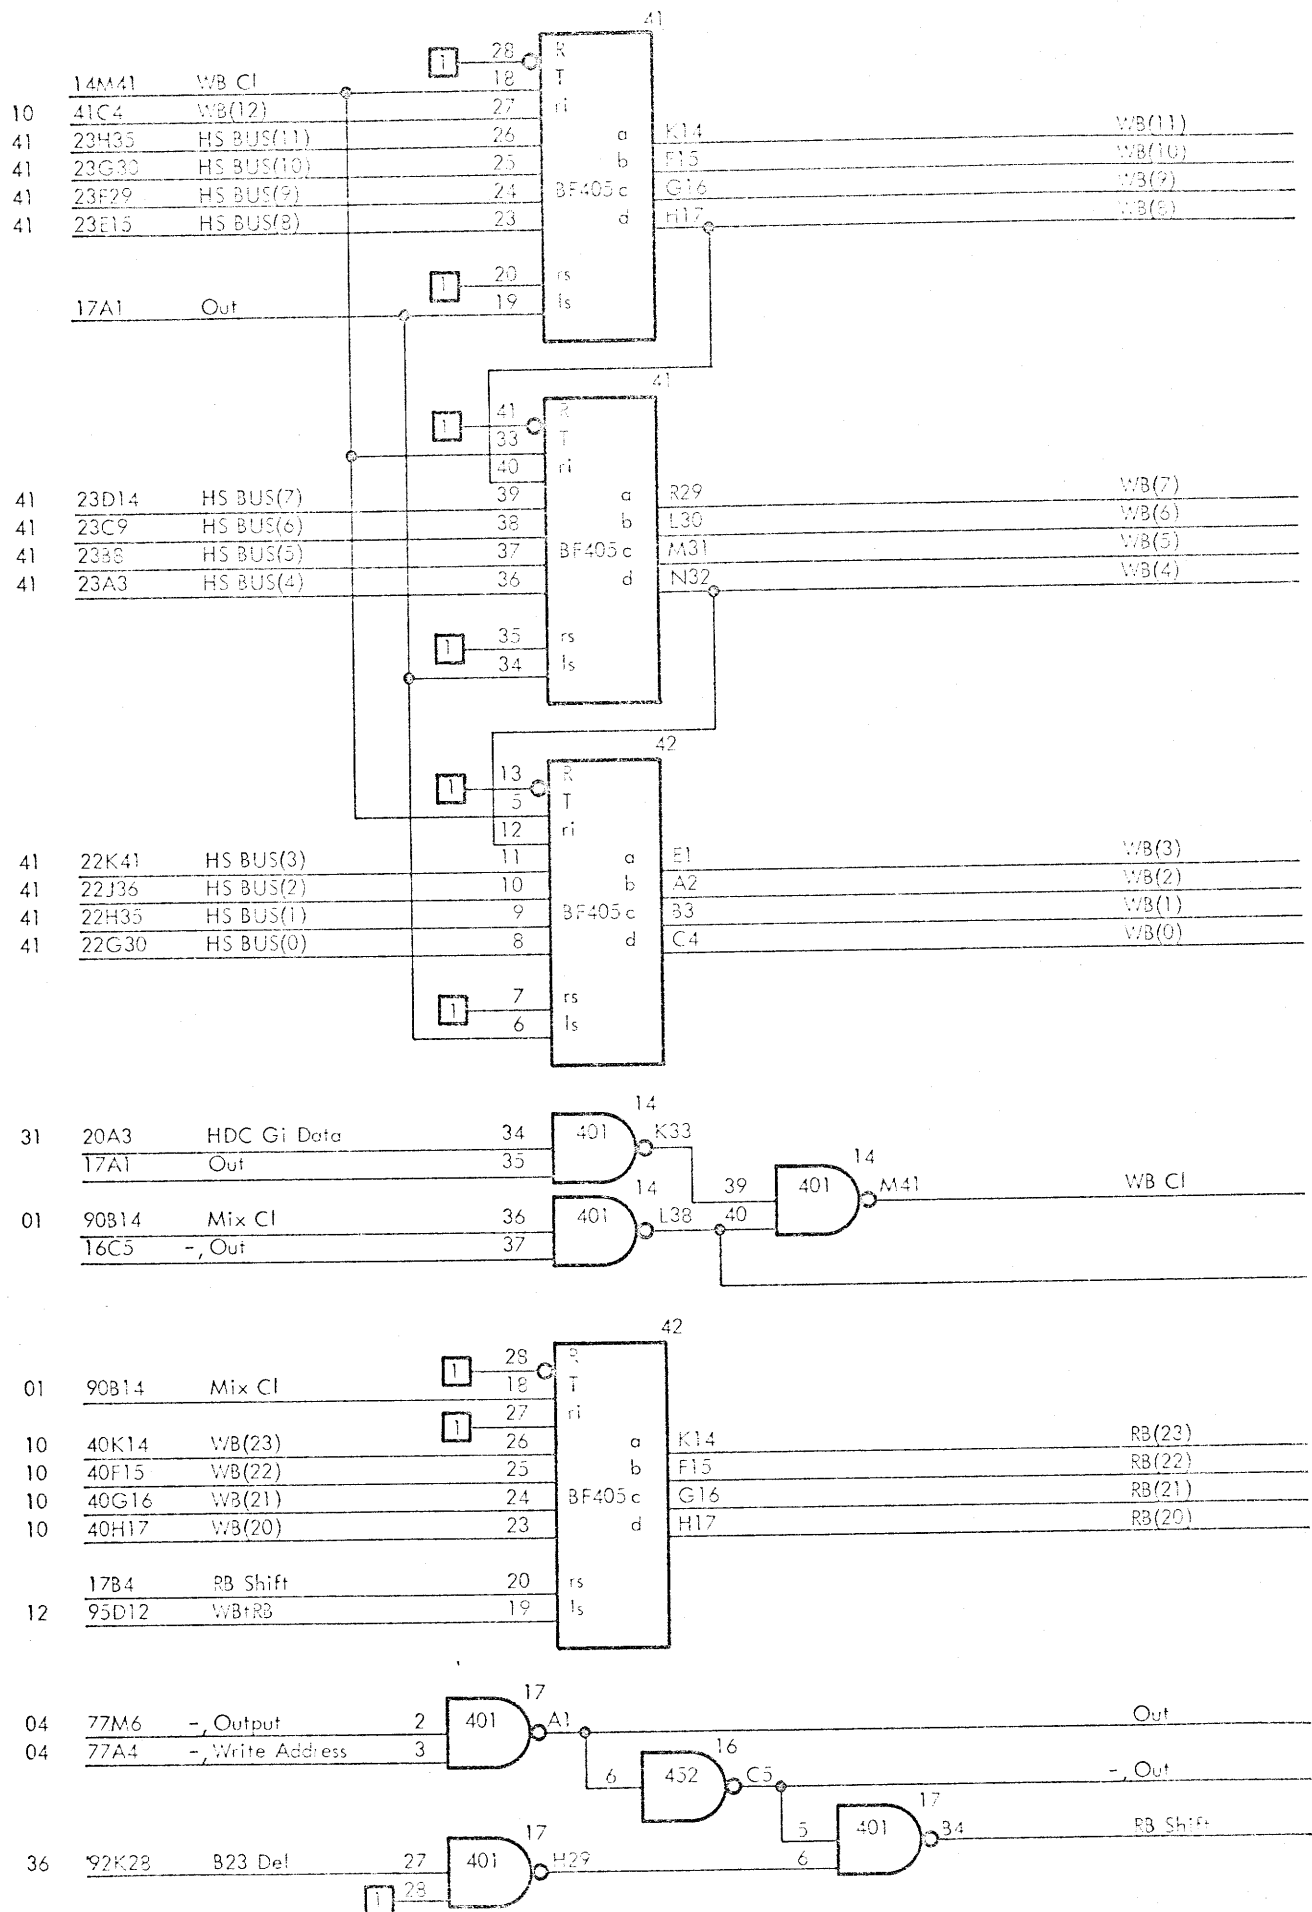 41
1 28 R
14M41 WB Cl 18 T
10 41C4 WB(12) 27 ri
41 23H35 HS BUS(11) 26 a K14 WB(11)
41 23G30 HS BUS(10) 25 b F15 WB(10)
41 23F29 HS BUS(9) 24 BF405 c G16 WB(9)
41 23E15 HS BUS(8) 23 d H17 WB(8)
1 20 rs
17A1 Out 19 ls
41
1 41 R
33 T
40 ri
41 23D14 HS BUS(7) 39 a R29 WB(7)
41 23C9 HS BUS(6) 38 b L30 WB(6)
41 23B8 HS BUS(5) 37 BF405 c M31 WB(5)
41 23A3 HS BUS(4) 36 d N32 WB(4)
1 35 rs
34 ls
42
1 13 R
5 T
12 ri
41 22K41 HS BUS(3) 11 a E1 WB(3)
41 22J36 HS BUS(2) 10 b A2 WB(2)
41 22H35 HS BUS(1) 9 BF405 c B3 WB(1)
41 22G30 HS BUS(0) 8 d C4 WB(0)
1 7 rs
6 ls
14
31 20A3 HDC Gi Data 34 401 K33
17A1 Out 35
14
39 401 M41 WB Cl
14
01 90B14 Mix Cl 36 401 L38 40
16C5 -, Out 37
42
1 28 R
01 90B14 Mix Cl 18 T
1 27 ri
10 40K14 WB(23) 26 a K14 RB(23)
10 40F15 WB(22) 25 b F15 RB(22)
10 40G16 WB(21) 24 BF405 c G16 RB(21)
10 40H17 WB(20) 23 d H17 RB(20)
17B4 RB Shift 20 rs
12 95D12 WB↑RB 19 ls
17
04 77M6 -, Output 2 401 A1 Out
04 77A4 -, Write Address 3
16
6 452 C5 -, Out
17
5 401 B4 RB Shift
6
17
36 92K28 B23 Del 27 401 H29
1 28